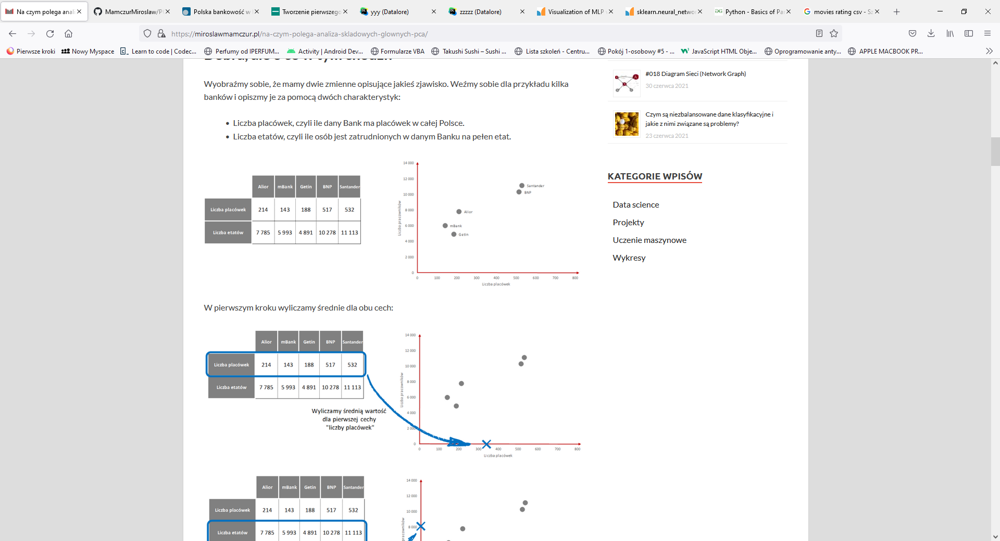 Na czym polega anali
MamczurMiroslaw/P
Polska bankowość w
Tworzenie pierwszego
yyy (Datalore)
zzzzz (Datalore)
Visualization of MLP
sklearn.neural_netwo
Python - Basics of Pa
movies rating csv - Sz
https://miroslawmamczur.pl/na-czym-polega-analiza-skladowych-glownych-pca/
Pierwsze kroki
Nowy Myspace
Learn to code | Codec...
Perfumy od IPERFUM...
Activity | Android Dev...
Formularze VBA
Takushi Sushi – Sushi ...
Lista szkoleń - Centru...
Pokój 1-osobowy #5 - ...
JavaScript HTML Obje...
Oprogramowanie anty...
APPLE MACBOOK PR...
Wyobraźmy sobie, że mamy dwie zmienne opisujące jakieś zjawisko. Weźmy sobie dla przykładu kilka
banków i opiszmy je za pomocą dwóch charakterystyk:
• Liczba placówek, czyli ile dany Bank ma placówek w całej Polsce.
• Liczba etatów, czyli ile osób jest zatrudnionych w danym Banku na pełen etat.
Alior mBank Getin BNP Santander
Liczba placówek 214 143 188 517 532
Liczba etatów 7 785 5 993 4 891 10 278 11 113
14 000
12 000
10 000
8 000
6 000
4 000
2 000
0
Liczba pracowników
Santander
BNP
Alior
mBank
Getin
0 100 200 300 400 500 600 700 800
Liczba placówek
W pierwszym kroku wyliczamy średnie dla obu cech:
Alior mBank Getin BNP Santander
Liczba placówek 214 143 188 517 532
Liczba etatów 7 785 5 993 4 891 10 278 11 113
Wyliczamy średnią wartość
dla pierwszej cechy
"liczby placówek"
14 000
12 000
10 000
8 000
6 000
4 000
2 000
0
Liczba pracowników
0 100 200 300 400 500 600 700 800
Liczba placówek
Alior mBank Getin BNP Santander
Liczba placówek 214 143 188 517 532
Liczba etatów 7 785 5 993 4 891 10 278 11 113
14 000
12 000
10 000
8 000
pracowników
#018 Diagram Sieci (Network Graph)
30 czerwca 2021
Czym są niezbalansowane dane klasyfikacyjne i
jakie z nimi związane są problemy?
23 czerwca 2021
KATEGORIE WPISÓW
Data science
Projekty
Uczenie maszynowe
Wykresy